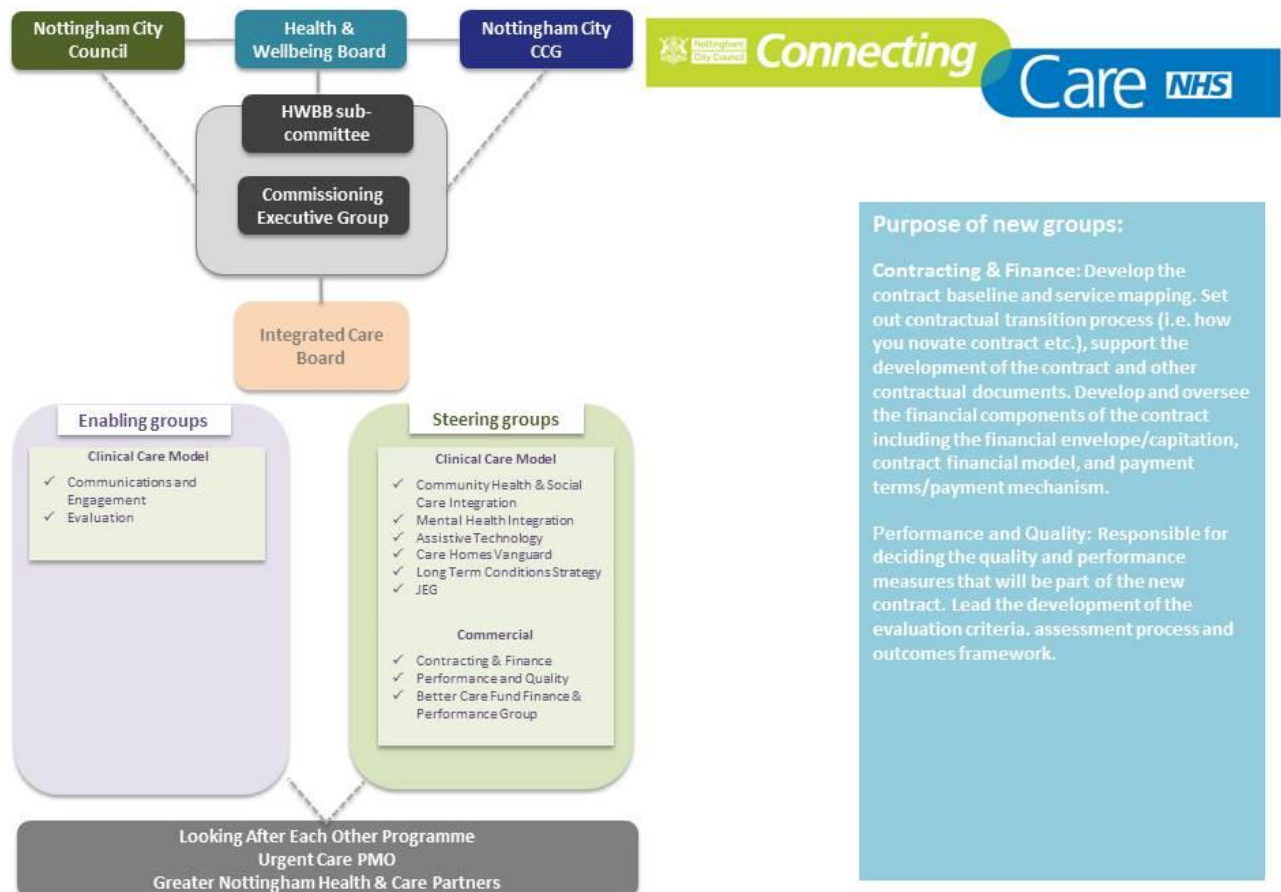 Nottingham City
Council
Health &
Wellbeing Board
Nottingham City
CCG
Nottingham
City Council
Connecting
Care NHS
HWBB sub-
committee
Commissioning
Executive Group
Integrated Care
Board
Enabling groups
Clinical Care Model
✓ Communications and
Engagement
✓ Evaluation
Steering groups
Clinical Care Model
✓ Community Health & Social
Care Integration
✓ Mental Health Integration
✓ Assistive Technology
✓ Care Homes Vanguard
✓ Long Term Conditions Strategy
✓ JEG
Commercial
✓ Contracting & Finance
✓ Performance and Quality
✓ Better Care Fund Finance &
Performance Group
Looking After Each Other Programme
Urgent Care PMO
Greater Nottingham Health & Care Partners
Purpose of new groups:
Contracting & Finance: Develop the
contract baseline and service mapping. Set
out contractual transition process (i.e. how
you novate contract etc.), support the
development of the contract and other
contractual documents. Develop and oversee
the financial components of the contract
including the financial envelope/capitation,
contract financial model, and payment
terms/payment mechanism.
Performance and Quality: Responsible for
deciding the quality and performance
measures that will be part of the new
contract. Lead the development of the
evaluation criteria. assessment process and
outcomes framework.